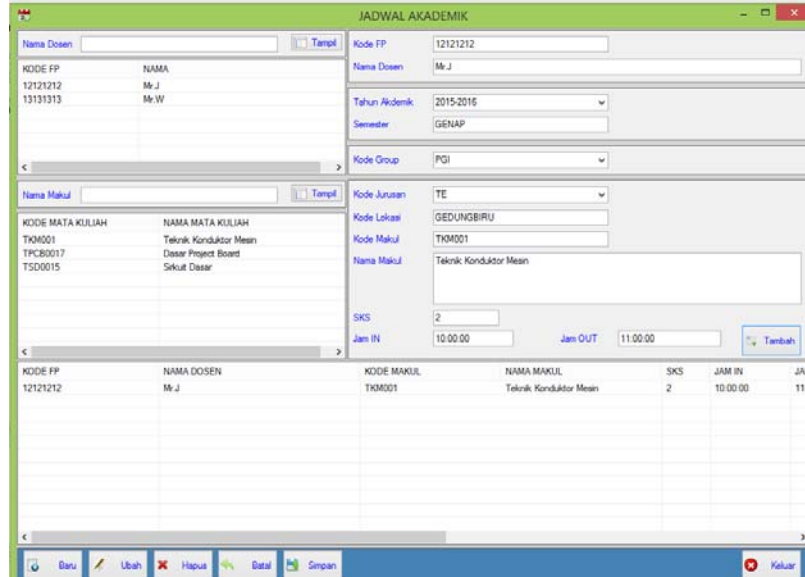 JADWAL AKADEMIK
Nama Dosen
Tampil
KODE FP NAMA
12121212 Mr.J
13131313 Mr.W
Kode FP 12121212
Nama Dosen Mr.J
Tahun Akdemik 2015-2016
Semester GENAP
Kode Group PGI
Nama Makul
Tampil
KODE MATA KULIAH NAMA MATA KULIAH
TKM001 Teknik Konduktor Mesin
TPCB0017 Dasar Project Board
TSD0015 Sirkuit Dasar
Kode Jurusan TE
Kode Lokasi GEDUNGBIRU
Kode Makul TKM001
Nama Makul Teknik Konduktor Mesin
SKS 2
Jam IN 10:00:00 Jam OUT 11:00:00
Tambah
KODE FP NAMA DOSEN KODE MAKUL NAMA MAKUL SKS JAM IN JA
12121212 Mr.J TKM001 Teknik Konduktor Mesin 2 10:00:00 11
Baru Ubah Hapus Batal Simpan Keluar